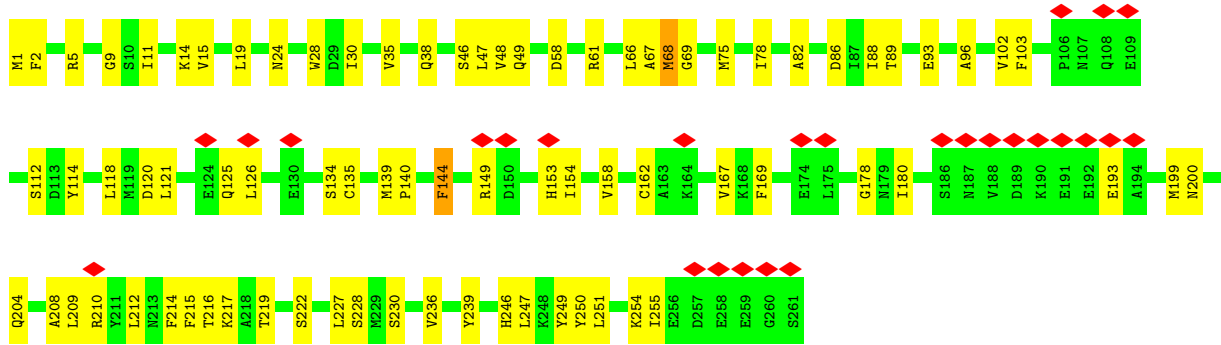 M1 F2 R5 G9 S10 I11 K14 V15 L19 N24 W28 D29 I30 V35 Q38 S46 L47 V48 Q49 D58 R61 L66 A67 M68 G69 M75 I78 A82 D86 I87 I88 T89 E93 A96 V102 F103 P106 N107 Q108 E109
S112 D113 Y114 L118 M119 D120 L121 E124 Q125 L126 E130 S134 C135 M139 P140 F144 R149 D150 H153 I154 V158 C162 A163 K164 V167 K168 F169 E174 L175 G178 N179 I180 S186 N187 V188 D189 K190 E191 E192 E193 A194 M199 N200
Q204 A208 L209 R210 Y211 L212 N213 F214 F215 T216 K217 A218 T219 S222 L227 S228 M229 S230 V236 Y239 H246 L247 K248 Y249 Y250 L251 K254 I255 E256 D257 E258 E259 G260 S261